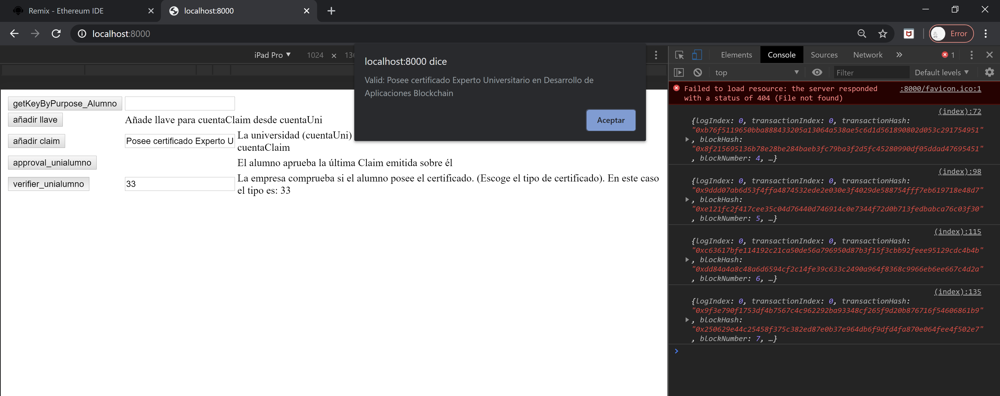 Remix - Ethereum IDE
localhost:8000
localhost:8000
Error
iPad Pro ▼ 1024 × 136
localhost:8000 dice
Valid: Posee certificado Experto Universitario en Desarrollo de
Aplicaciones Blockchain
Aceptar
getKeyByPurpose_Alumno
añadir llave Añade llave para cuentaClaim desde cuentaUni
añadir claim Posee certificado Experto U La universidad (cuentaUni)
cuentaClaim
approval_unialumno El alumno aprueba la última Claim emitida sobre él
verifier_unialumno 33 La empresa comprueba si el alumno posee el certificado. (Escoge el tipo de certificado). En este caso
el tipo es: 33
Elements Console Sources Network » 1
top ▼ Filter Default levels ▼
Failed to load resource: the server responded :8000/favicon.ico:1
with a status of 404 (File not found)
(index):72
{logIndex: 0, transactionIndex: 0, transactionHash:
"0xb76f5119650bba888433205a13064a538ae5c6d1d561890802d053c291754951"
, blockHash:
"0x8f215695136b78e28be284baeb3fc79ba3f2d5fc45280990df05ddad47695451"
, blockNumber: 4, …}
(index):98
{logIndex: 0, transactionIndex: 0, transactionHash:
"0x9ddd07ab6d53f4ffa4874532ede2e030e3f4029de588754fff7eb619718e48d7"
, blockHash:
"0xe121fc2f417cee35c04d76440d746914c0e7344f72d0b713fedbabca76c03f30"
, blockNumber: 5, …}
(index):115
{logIndex: 0, transactionIndex: 0, transactionHash:
"0xc63617bfe114192c21ca50de56a796950d87b3f15f3cbb92feee95129cdc4b4b"
, blockHash:
"0xdd84a4a8c48a6d6594cf2c14fe39c633c2490a964f8368c9966eb6ee667c4d2a"
, blockNumber: 6, …}
(index):135
{logIndex: 0, transactionIndex: 0, transactionHash:
"0x9f3e790f1753df4b7567c4c962292ba93348cf265f9d20b876716f54606861b9"
, blockHash:
"0x250629e44c25458f375c382ed87e0b37e964db6f9dfd4fa870e064fee4f502e7"
, blockNumber: 7, …}